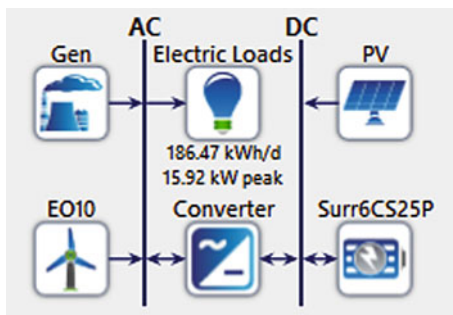 AC DC
Gen Electric Loads PV
186.47 kWh/d
15.92 kW peak
EO10 Converter Surr6CS25P